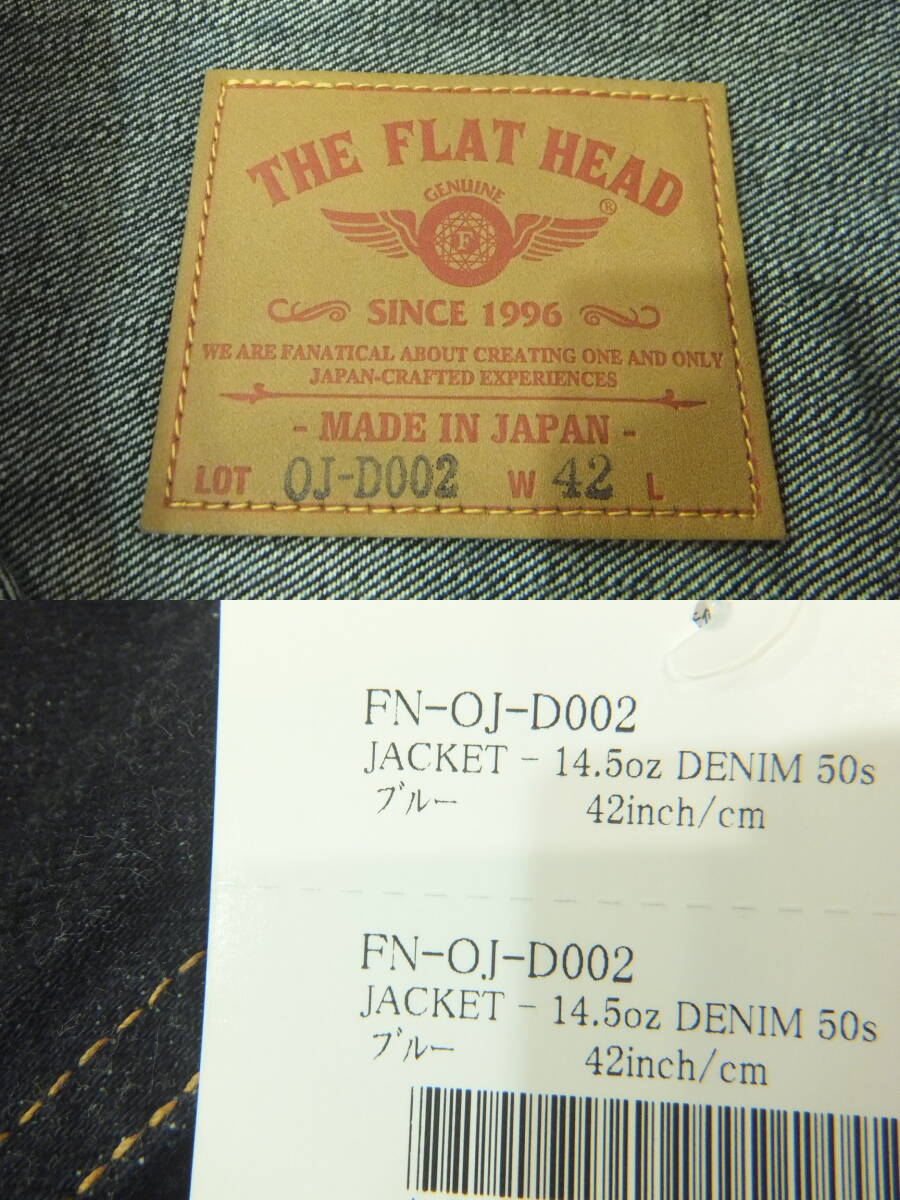 THE FLAT HEAD
GENUINE
®
F
SINCE 1996
WE ARE FANATICAL ABOUT CREATING ONE AND ONLY
JAPAN-CRAFTED EXPERIENCES
- MADE IN JAPAN -
LOT OJ-D002 W 42 L
FN-OJ-D002
JACKET - 14.5oz DENIM 50s
ブルー 42inch/cm
FN-OJ-D002
JACKET - 14.5oz DENIM 50s
ブルー 42inch/cm